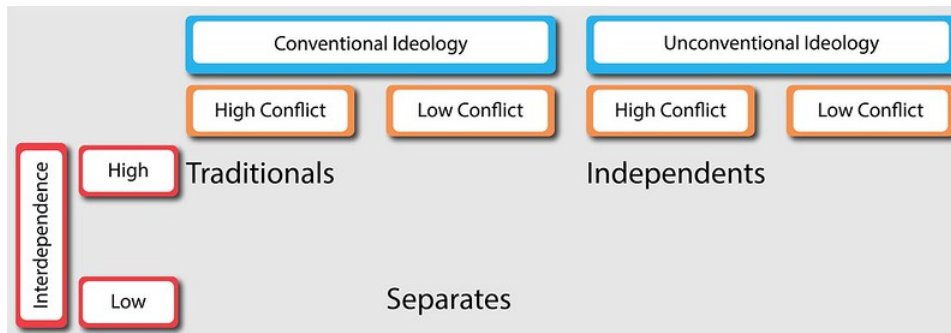 Conventional Ideology
Unconventional Ideology
High Conflict
Low Conflict
High Conflict
Low Conflict
Interdependence
High
Traditionals
Independents
Low
Separates